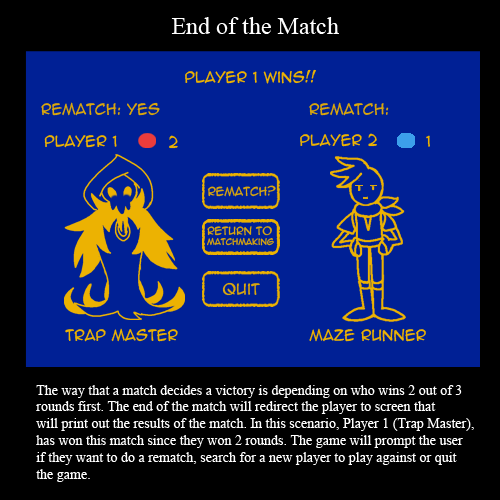 End of the Match
PLAYER 1 WINS!!
REMATCH: YES
REMATCH:
PLAYER 1 2
PLAYER 2 1
REMATCH?
RETURN TO
MATCHMAKING
QUIT
TRAP MASTER
MAZE RUNNER
The way that a match decides a victory is depending on who wins 2 out of 3
rounds first. The end of the match will redirect the player to screen that
will print out the results of the match. In this scenario, Player 1 (Trap Master),
has won this match since they won 2 rounds. The game will prompt the user
if they want to do a rematch, search for a new player to play against or quit
the game.